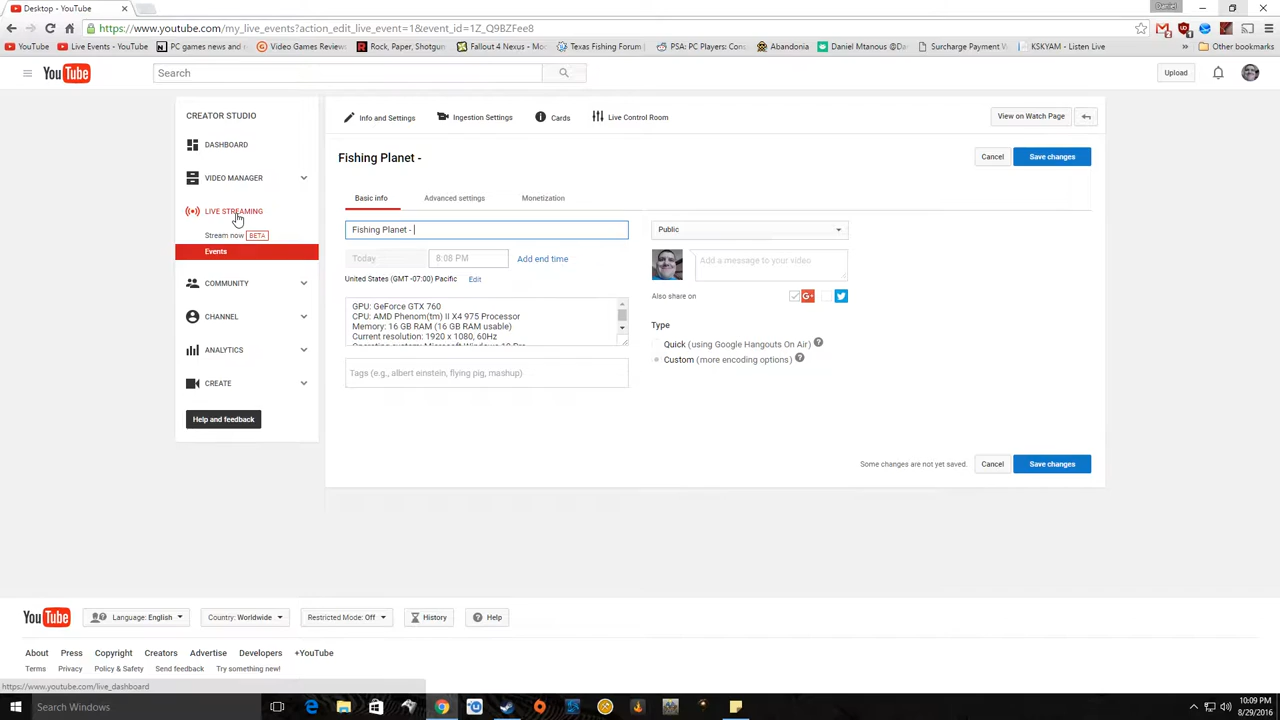 Desktop - YouTube
Daniel
https://www.youtube.com/my_live_events?action_edit_live_event=1&event_id=1Z_Q9BZFee8
YouTube
Live Events - YouTube
PC games news and r
Video Games Reviews
Rock, Paper, Shotgun
Fallout 4 Nexus - Mo
Texas Fishing Forum
PSA: PC Players: Con
Abandonia
Daniel Mtanous @Da
Surcharge Payment
KSKYAM - Listen Live
»
Other bookmarks
YouTube
Search
Upload
CREATOR STUDIO
DASHBOARD
VIDEO MANAGER
LIVE STREAMING
Stream now BETA
Events
COMMUNITY
CHANNEL
ANALYTICS
CREATE
Help and feedback
Info and Settings
Ingestion Settings
Cards
Live Control Room
View on Watch Page
Fishing Planet -
Cancel
Save changes
Basic info
Advanced settings
Monetization
Fishing Planet -
Today
8:08 PM
Add end time
United States (GMT -07:00) Pacific
Edit
GPU: GeForce GTX 760
CPU: AMD Phenom(tm) II X4 975 Processor
Memory: 16 GB RAM (16 GB RAM usable)
Current resolution: 1920 x 1080, 60Hz
Operating system: Microsoft Windows 10 Pro
Tags (e.g., albert einstein, flying pig, mashup)
Public
Add a message to your video
Also share on
G+
Type
Quick (using Google Hangouts On Air) ?
Custom (more encoding options) ?
Some changes are not yet saved.
Cancel
Save changes
YouTube
Language: English
Country: Worldwide
Restricted Mode: Off
History
Help
About
Press
Copyright
Creators
Advertise
Developers
+YouTube
Terms
Privacy
Policy & Safety
Send feedback
Try something new!
https://www.youtube.com/live_dashboard
Search Windows
10:09 PM
8/29/2016